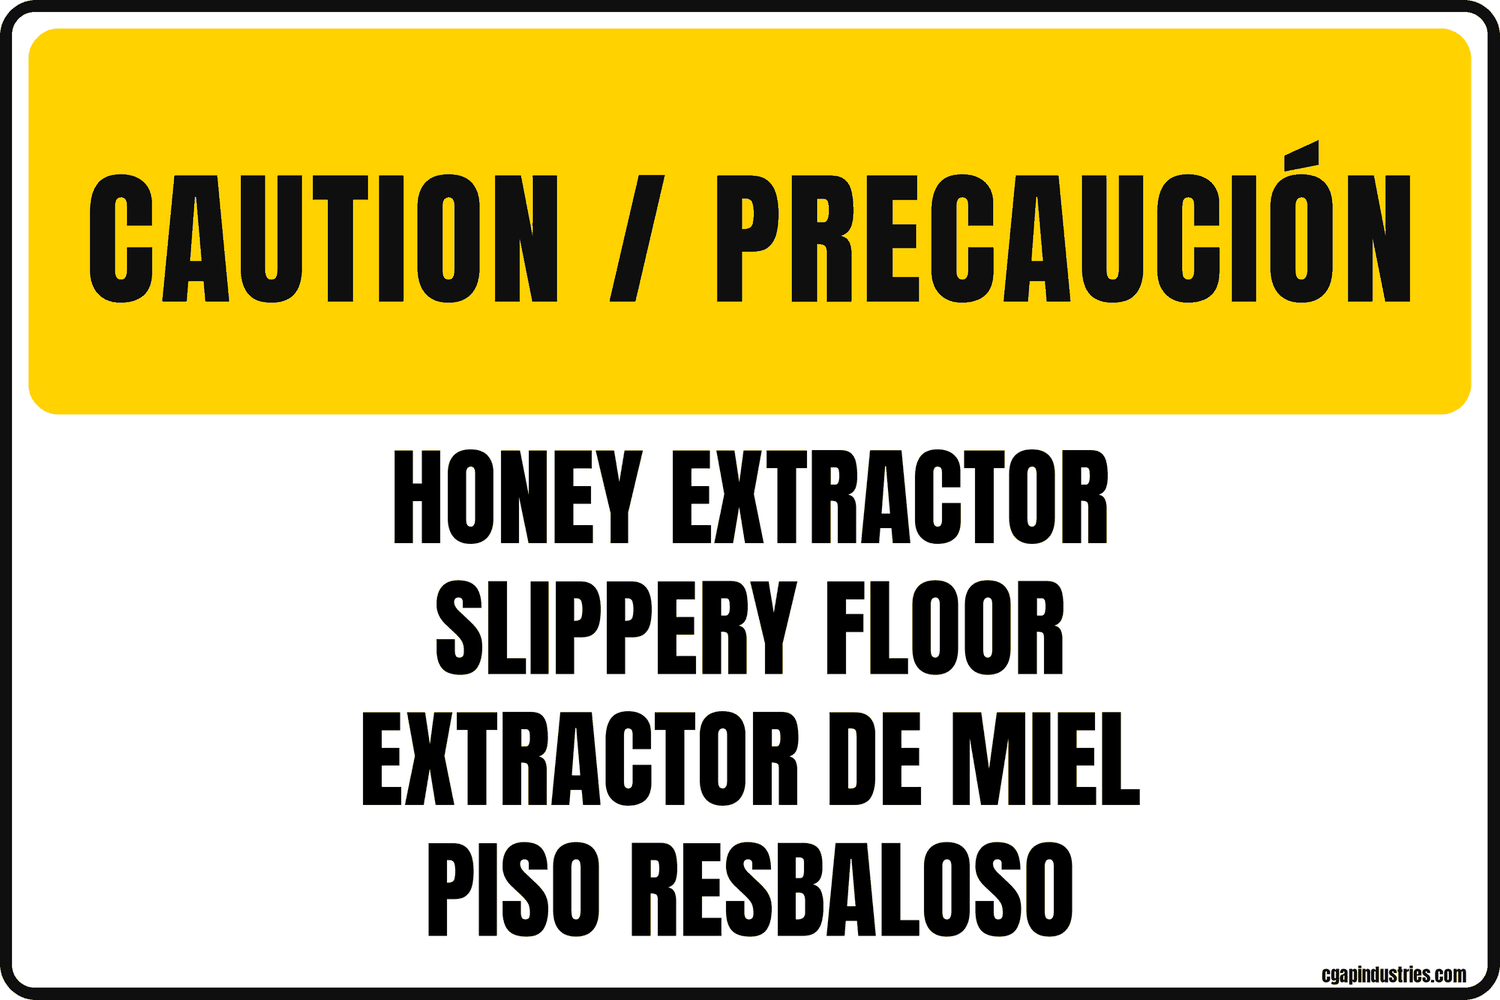 CAUTION / PRECAUCIÓN
HONEY EXTRACTOR
SLIPPERY FLOOR
EXTRACTOR DE MIEL
PISO RESBALOSO
cgapindustries.com